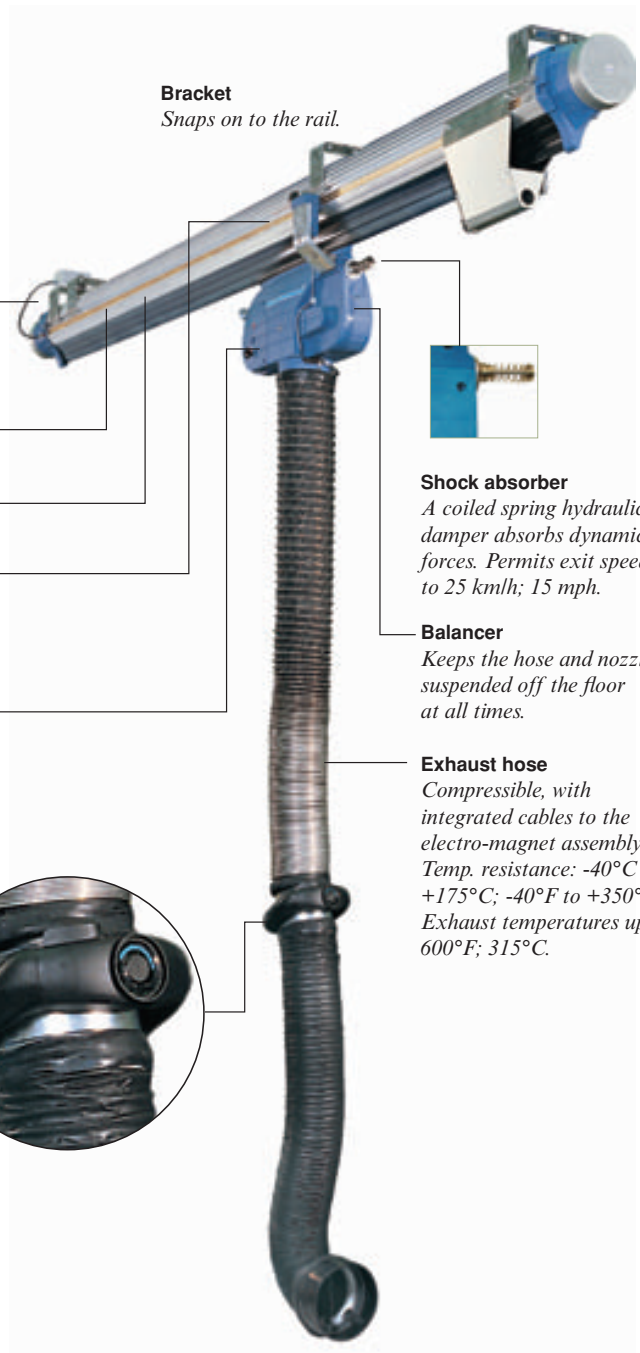 Bracket
Snaps on to the rail.
Shock absorber
A coiled spring hydraulic
damper absorbs dynamic
forces. Permits exit speed
to 25 km/h; 15 mph.
Balancer
Keeps the hose and
suspended off the floor
at all times.
Exhaust hose
Compressible, with
integrated cables to the
electro-magnet assembly
Temp. resistance: -40°C
+175°C; -40°F to +350°
Exhaust temperatures
600°F; 315°C.